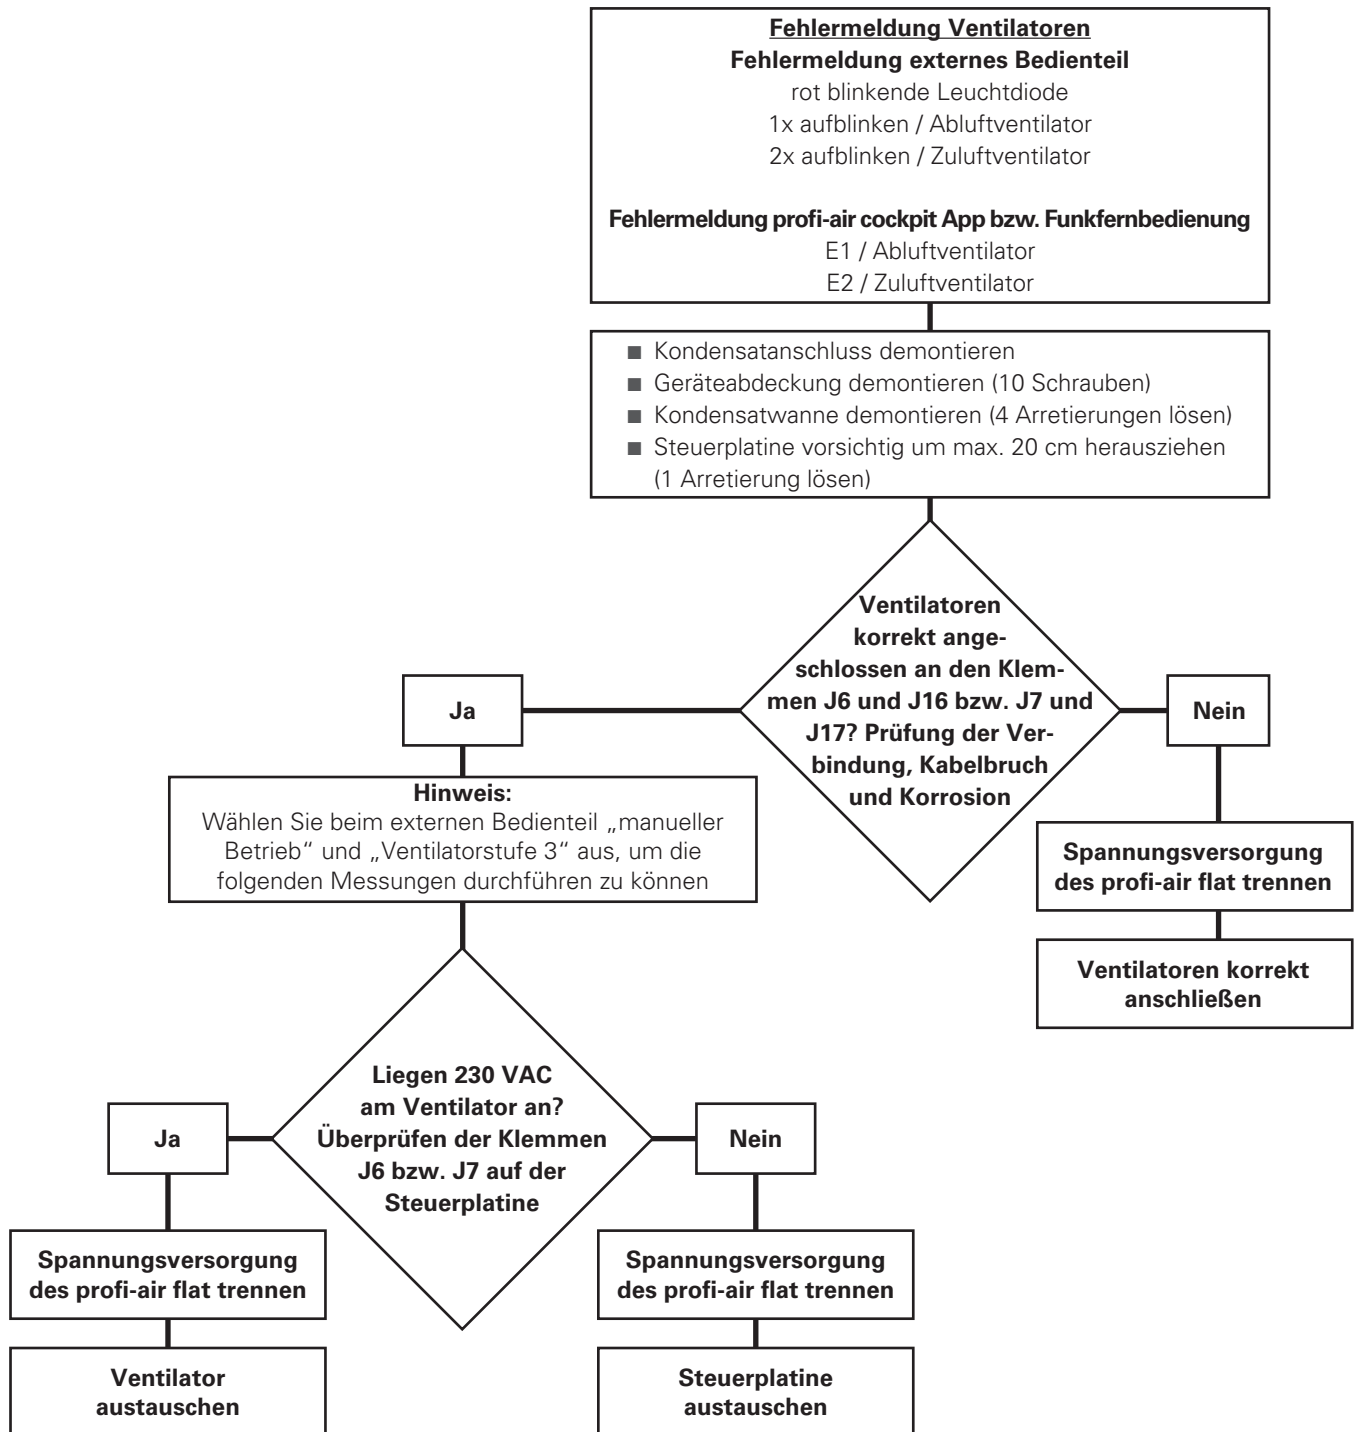 Fehlermeldung Ventilatoren
Fehlermeldung externes Bedienteil
rot blinkende Leuchtdiode
1x aufblinken / Abluftventilator
2x aufblinken / Zuluftventilator
Fehlermeldung profi-air cockpit App bzw. Funkfernbedienung
E1 / Abluftventilator
E2 / Zuluftventilator
■ Kondensatanschluss demontieren
■ Geräteabdeckung demontieren (10 Schrauben)
■ Kondensatwanne demontieren (4 Arretierungen lösen)
■ Steuerplatine vorsichtig um max. 20 cm herausziehen
(1 Arretierung lösen)
Ventilatoren
korrekt ange-
schlossen an den Klem-
men J6 und J16 bzw. J7 und
J17? Prüfung der Ver-
bindung, Kabelbruch
und Korrosion
Ja
Nein
Hinweis:
Wählen Sie beim externen Bedienteil „manueller
Betrieb“ und „Ventilatorstufe 3“ aus, um die
folgenden Messungen durchführen zu können
Spannungsversorgung
des profi-air flat trennen
Ventilatoren korrekt
anschließen
Liegen 230 VAC
am Ventilator an?
Überprüfen der Klemmen
J6 bzw. J7 auf der
Steuerplatine
Ja
Nein
Spannungsversorgung
des profi-air flat trennen
Spannungsversorgung
des profi-air flat trennen
Ventilator
austauschen
Steuerplatine
austauschen